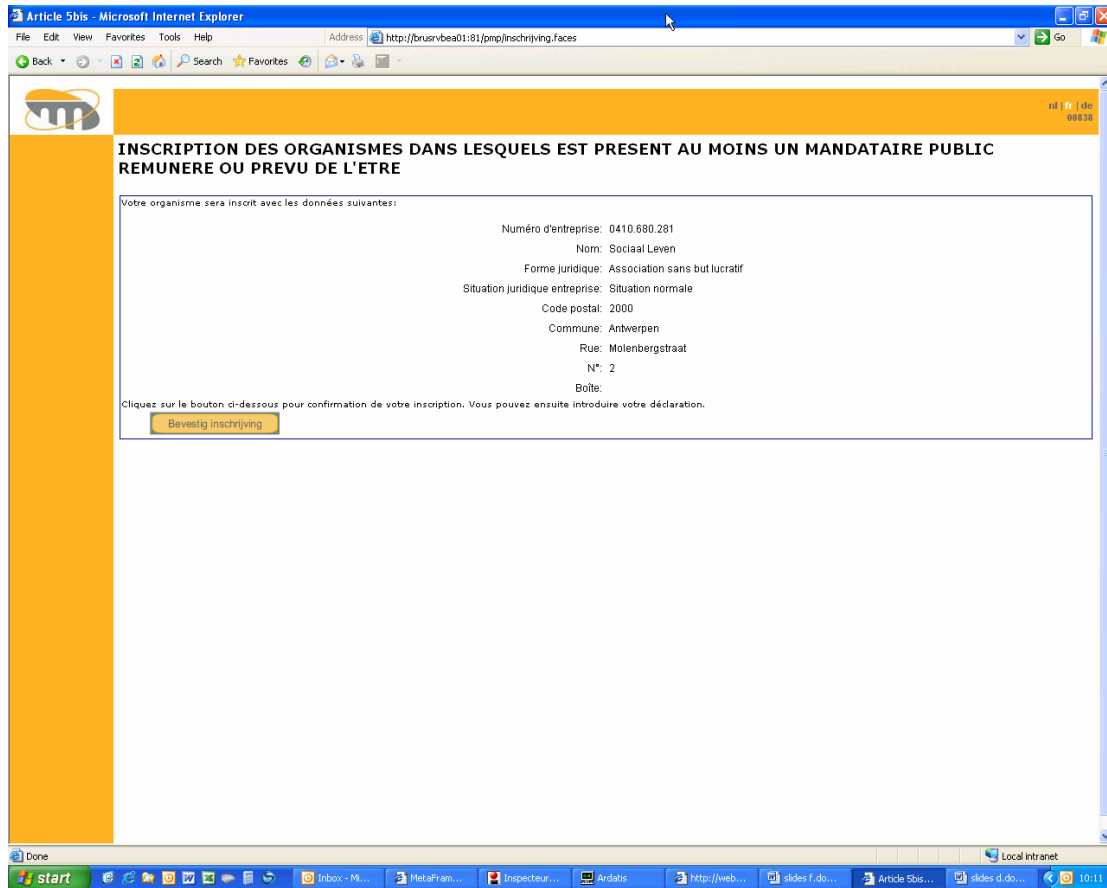 Article 5bis - Microsoft Internet Explorer
File Edit View Favorites Tools Help Address http://brusrvbea01:81/pmp/inschrijving.faces Go
Back Search Favorites
nl | fr | de
00838
INSCRIPTION DES ORGANISMES DANS LESQUELS EST PRESENT AU MOINS UN MANDATAIRE PUBLIC
REMUNERE OU PREVU DE L'ETRE
Votre organisme sera inscrit avec les données suivantes:
Numéro d'entreprise: 0410.680.281
Nom: Sociaal Leven
Forme juridique: Association sans but lucratif
Situation juridique entreprise: Situation normale
Code postal: 2000
Commune: Antwerpen
Rue: Molenbergstraat
N°: 2
Boîte:
Cliquez sur le bouton ci-dessous pour confirmation de votre inscription. Vous pouvez ensuite introduire votre déclaration.
Bevestig inschrijving
Done Local intranet
start Inbox - Mi... MetaFram... Inspecteur... Ardatis http://web... slides f.do... Article 5bis... slides d.do... 10:11